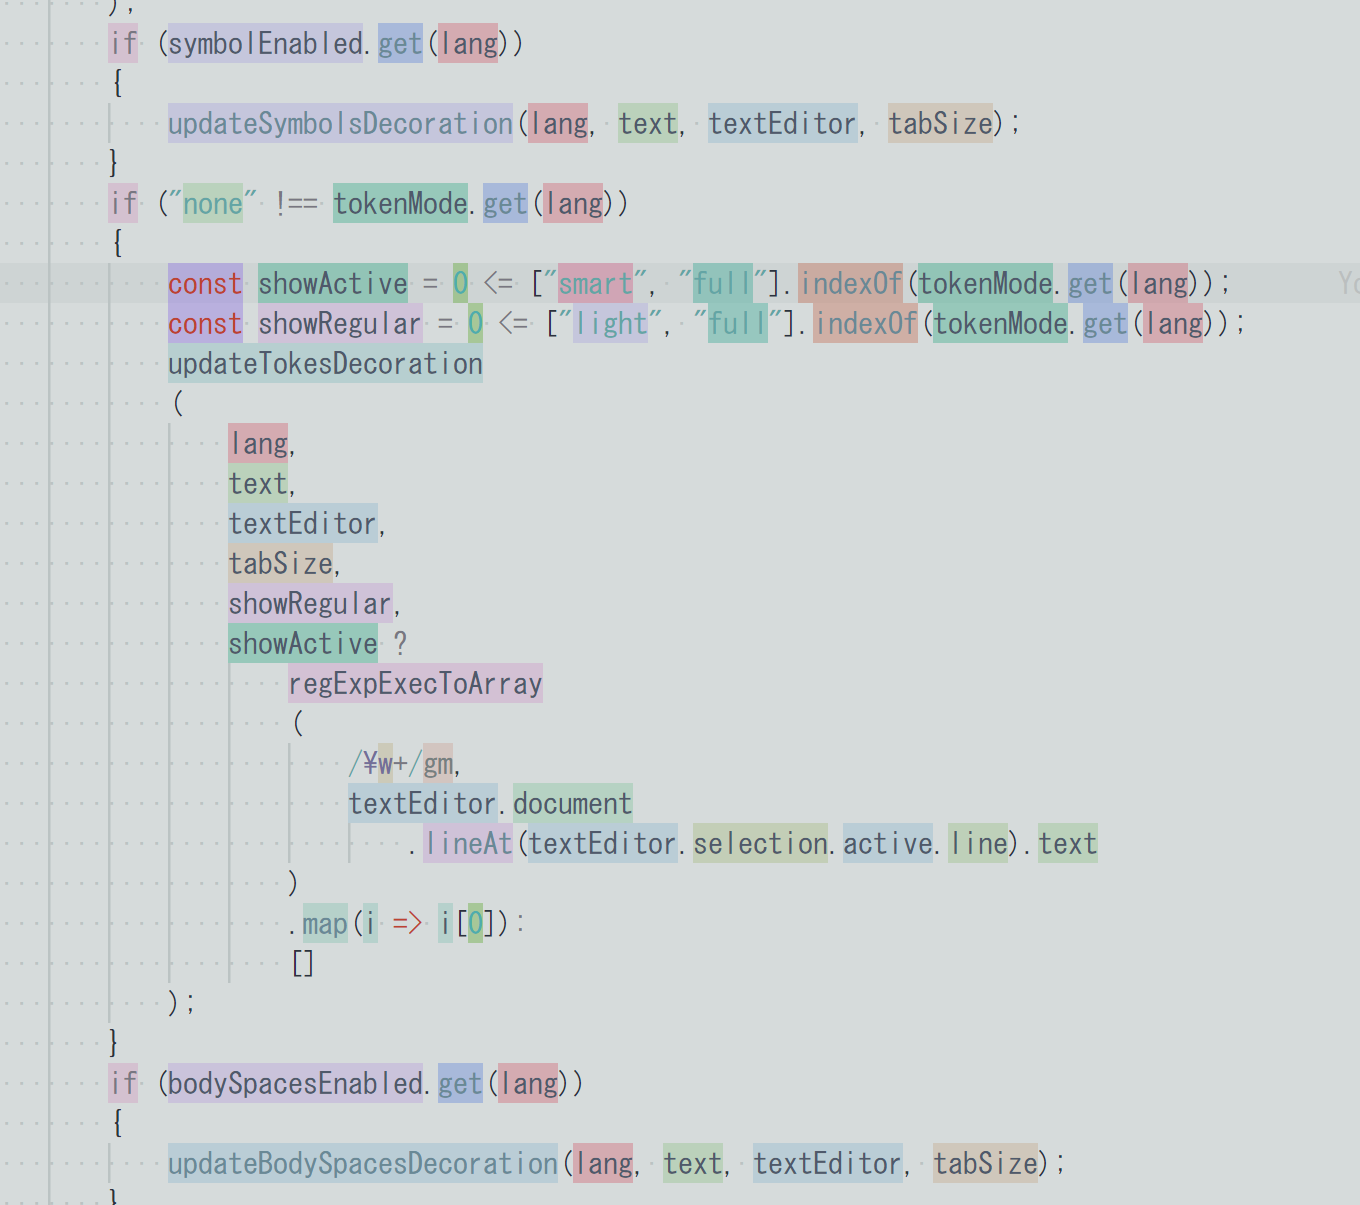 );
if (symbolEnabled.get(lang))
{
updateSymbolsDecoration(lang, text, textEditor, tabSize);
}
if ("none" !== tokenMode.get(lang))
{
const showActive = 0 <= ["smart", "full"].indexOf(tokenMode.get(lang));
const showRegular = 0 <= ["light", "full"].indexOf(tokenMode.get(lang));
updateTokesDecoration
(
lang,
text,
textEditor,
tabSize,
showRegular,
showActive ?
regExpExecToArray
(
/¥w+/gm,
textEditor.document
.lineAt(textEditor.selection.active.line).text
)
.map(i => i[0]):
[]
);
}
if (bodySpacesEnabled.get(lang))
{
updateBodySpacesDecoration(lang, text, textEditor, tabSize);
}